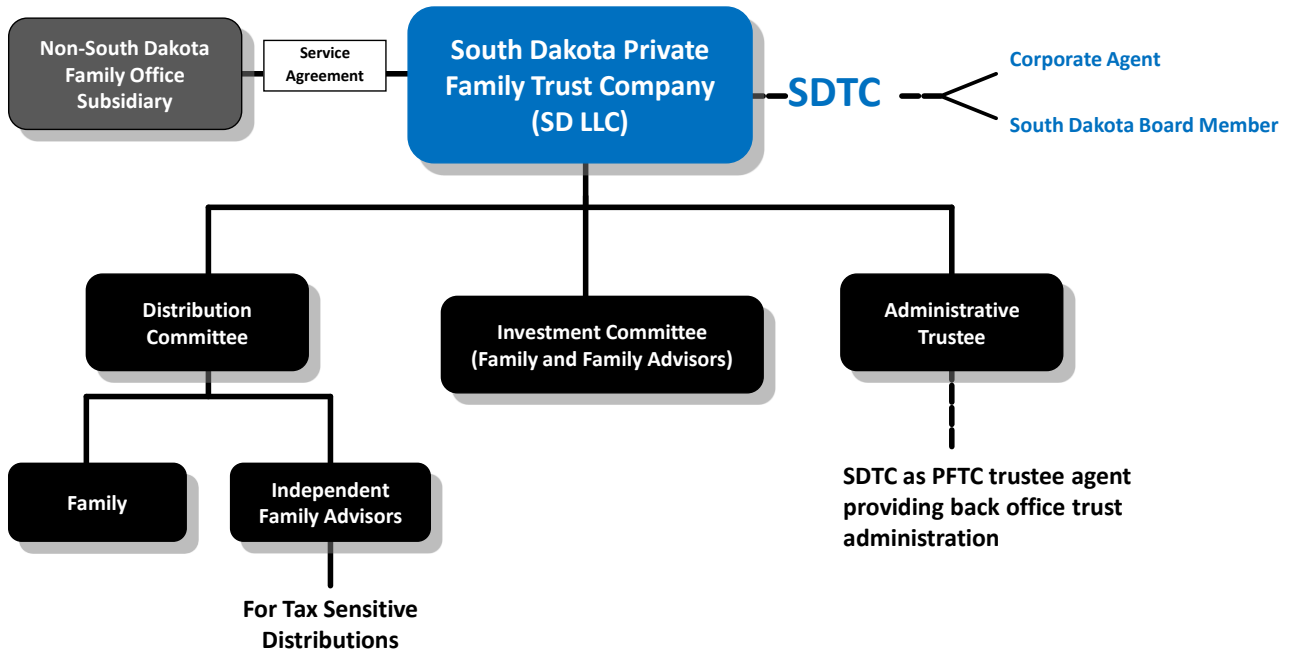 Non-South Dakota
Family Office
Subsidiary
Service
Agreement
South Dakota Private
Family Trust Company
(SD LLC)
SDTC
Corporate Agent
South Dakota Board Member
Distribution
Committee
Investment Committee
(Family and Family Advisors)
Administrative
Trustee
Family
Independent
Family Advisors
For Tax Sensitive
Distributions
SDTC as PFTC trustee agent
providing back office trust
administration